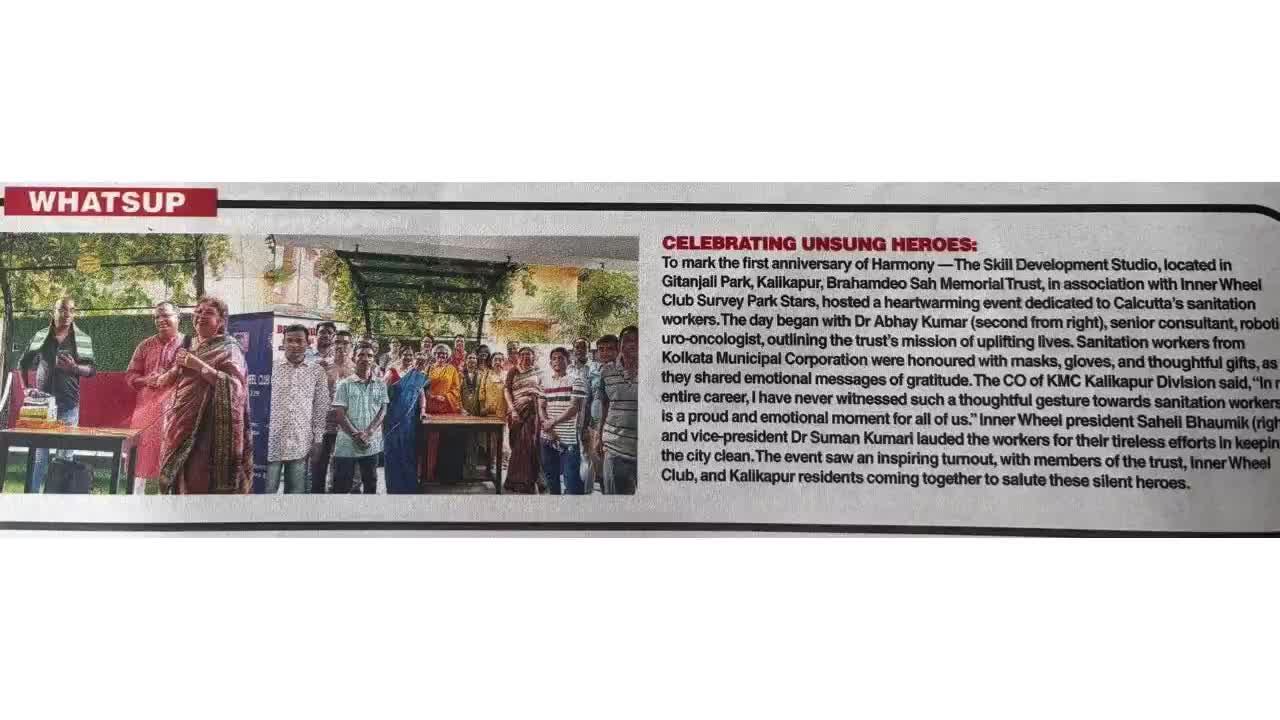 WHATSUP
CELEBRATING UNSUNG HEROES:
To mark the first anniversary of Harmony —The Skill Development Studio, located in
Gitanjali Park, Kalikapur, Brahamdeo Sah Memorial Trust, in association with Inner Wheel
Club Survey Park Stars, hosted a heartwarming event dedicated to Calcutta's sanitation
workers. The day began with Dr Abhay Kumar (second from right), senior consultant, roboti
uro-oncologist, outlining the trust's mission of uplifting lives. Sanitation workers from
Kolkata Municipal Corporation were honoured with masks, gloves, and thoughtful gifts, as
they shared emotional messages of gratitude. The CO of KMC Kalikapur Division said, "In
entire career, I have never witnessed such a thoughtful gesture towards sanitation workers
is a proud and emotional moment for all of us." Inner Wheel president Saheli Bhaumik (righ
and vice-president Dr Suman Kumari lauded the workers for their tireless efforts in keepin
the city clean. The event saw an inspiring turnout, with members of the trust, Inner Wheel
Club, and Kalikapur residents coming together to salute these silent heroes.